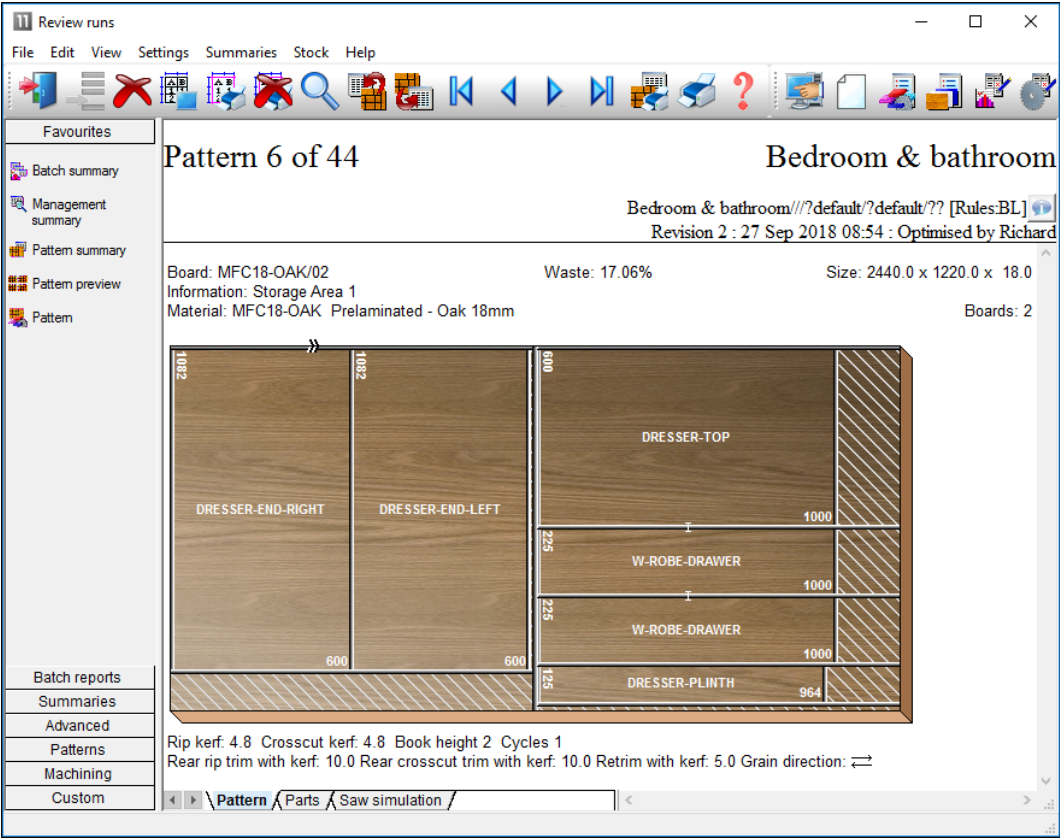 11 Review runs
File Edit View Settings Summaries Stock Help
Favourites
Batch summary
Management
summary
Pattern summary
Pattern preview
Pattern
Batch reports
Summaries
Advanced
Patterns
Machining
Custom
Pattern 6 of 44 Bedroom & bathroom
Bedroom & bathroom///?default/?default/?? [Rules:BL]
Revision 2 : 27 Sep 2018 08:54 : Optimised by Richard
Board: MFC18-OAK/02 Waste: 17.06% Size: 2440.0 x 1220.0 x 18.0
Information: Storage Area 1
Material: MFC18-OAK Prelaminated - Oak 18mm Boards: 2
1082
DRESSER-END-RIGHT
600
1082
DRESSER-END-LEFT
600
600
DRESSER-TOP
1000
225
W-ROBE-DRAWER
1000
225
W-ROBE-DRAWER
1000
125
DRESSER-PLINTH
964
Rip kerf: 4.8 Crosscut kerf: 4.8 Book height 2 Cycles 1
Rear rip trim with kerf: 10.0 Rear crosscut trim with kerf: 10.0 Retrim with kerf: 5.0 Grain direction:
Pattern Parts Saw simulation